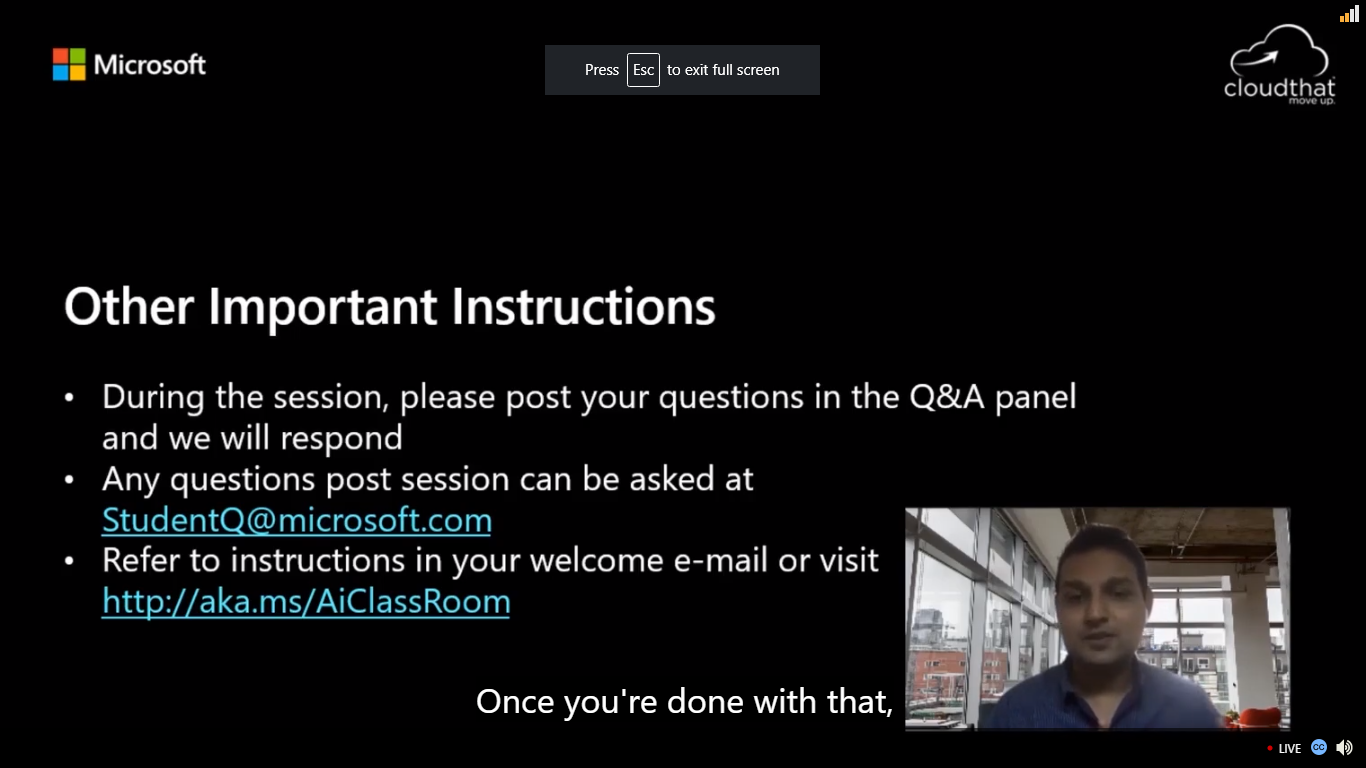 Microsoft
Press Esc to exit full screen
cloudthat
move up.
Other Important Instructions
• During the session, please post your questions in the Q&A panel
and we will respond
• Any questions post session can be asked at
StudentQ@microsoft.com
• Refer to instructions in your welcome e-mail or visit
http://aka.ms/AiClassRoom
Once you're done with that,
LIVE CC